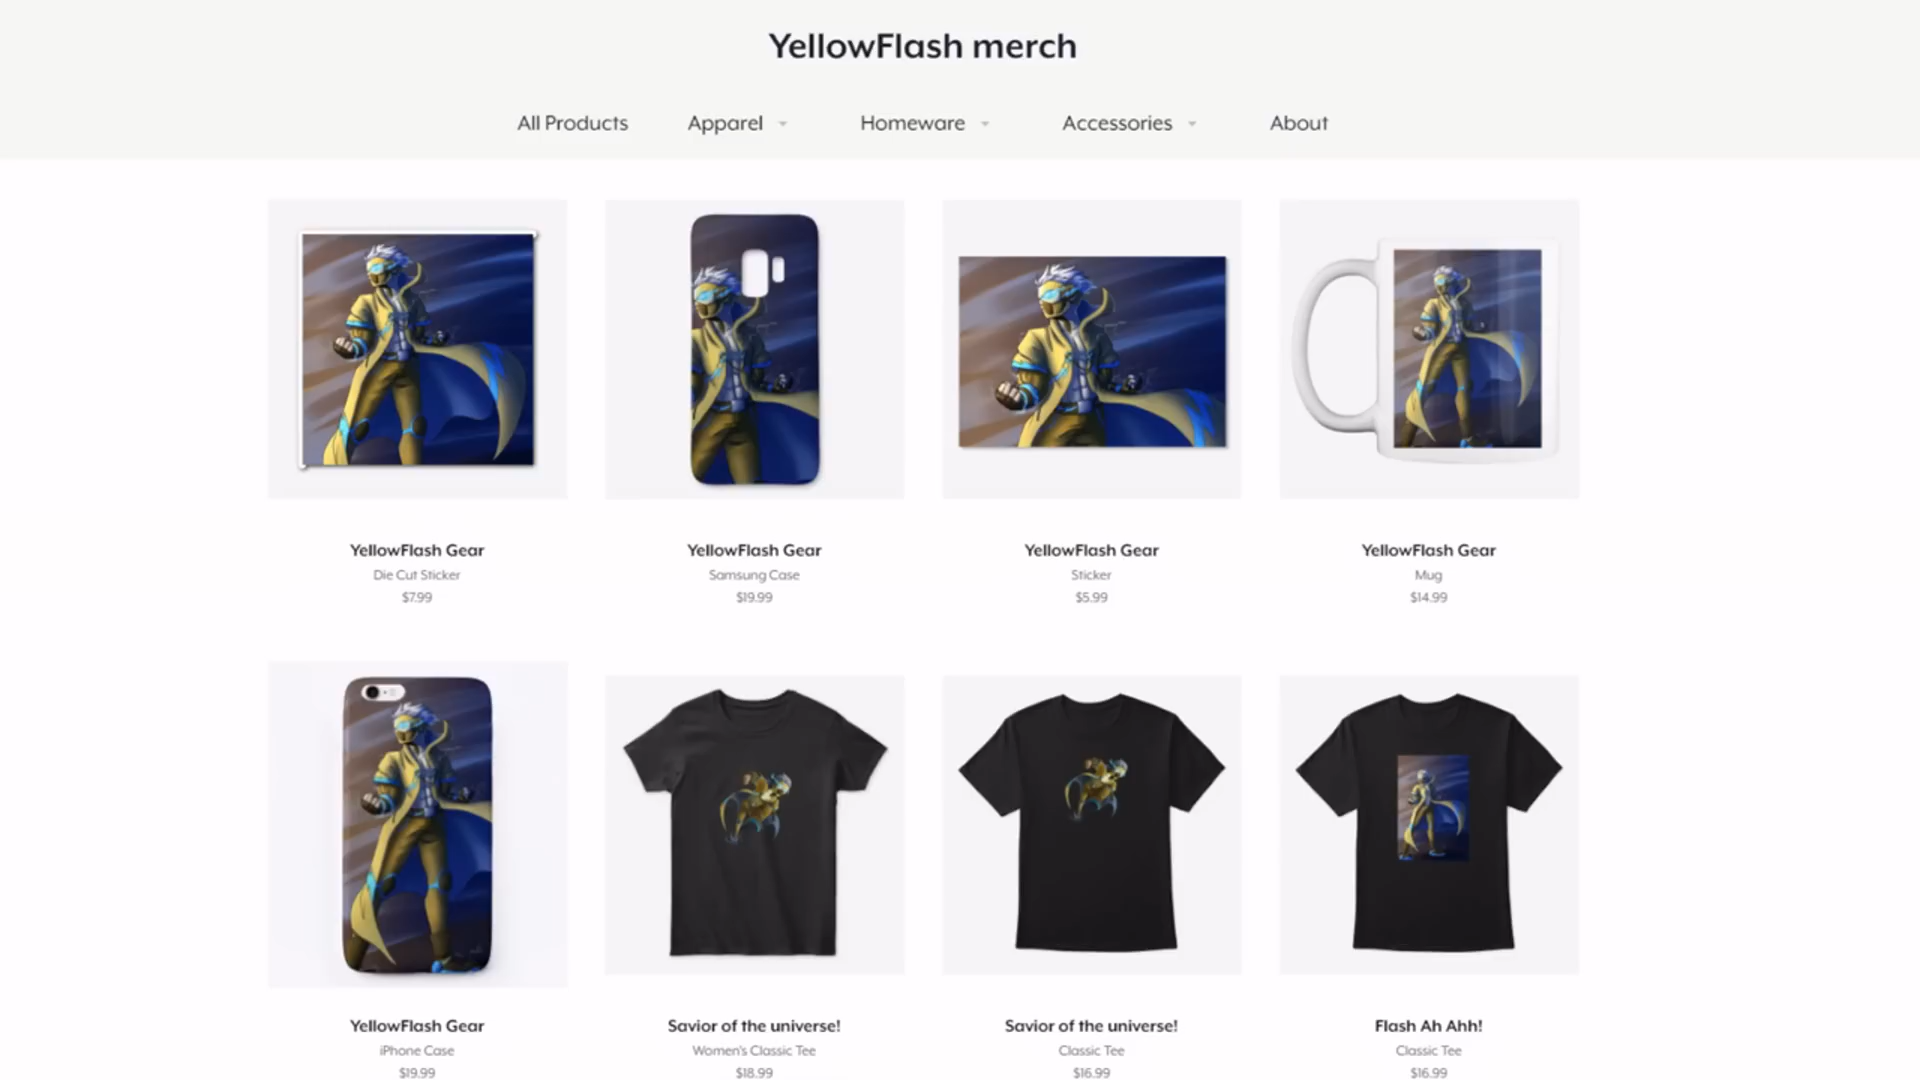 YellowFlash merch
All Products Apparel Homeware Accessories About
YellowFlash Gear
Die Cut Sticker
$7.99
YellowFlash Gear
Samsung Case
$19.99
YellowFlash Gear
Sticker
$5.99
YellowFlash Gear
Mug
$14.99
YellowFlash Gear
iPhone Case
$19.99
Savior of the universe!
Women's Classic Tee
$18.99
Savior of the universe!
Classic Tee
$16.99
Flash Ah Ahh!
Classic Tee
$16.99